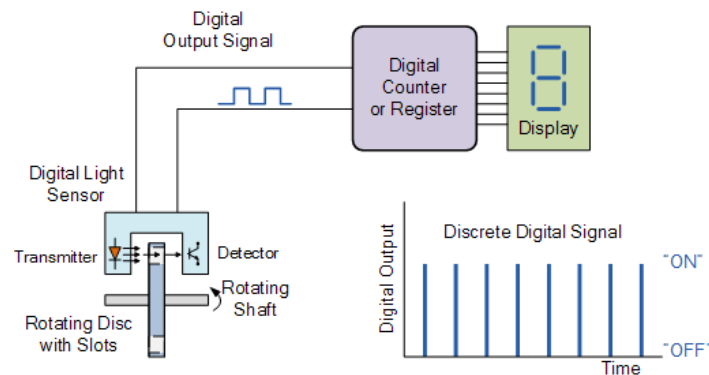 Digital
Output Signal
Digital
Counter
or Register
Display
Digital Light
Sensor
Transmitter
Detector
Rotating
Shaft
Rotating Disc
with Slots
Discrete Digital Signal
Digital Output
"ON"
"OFF"
Time